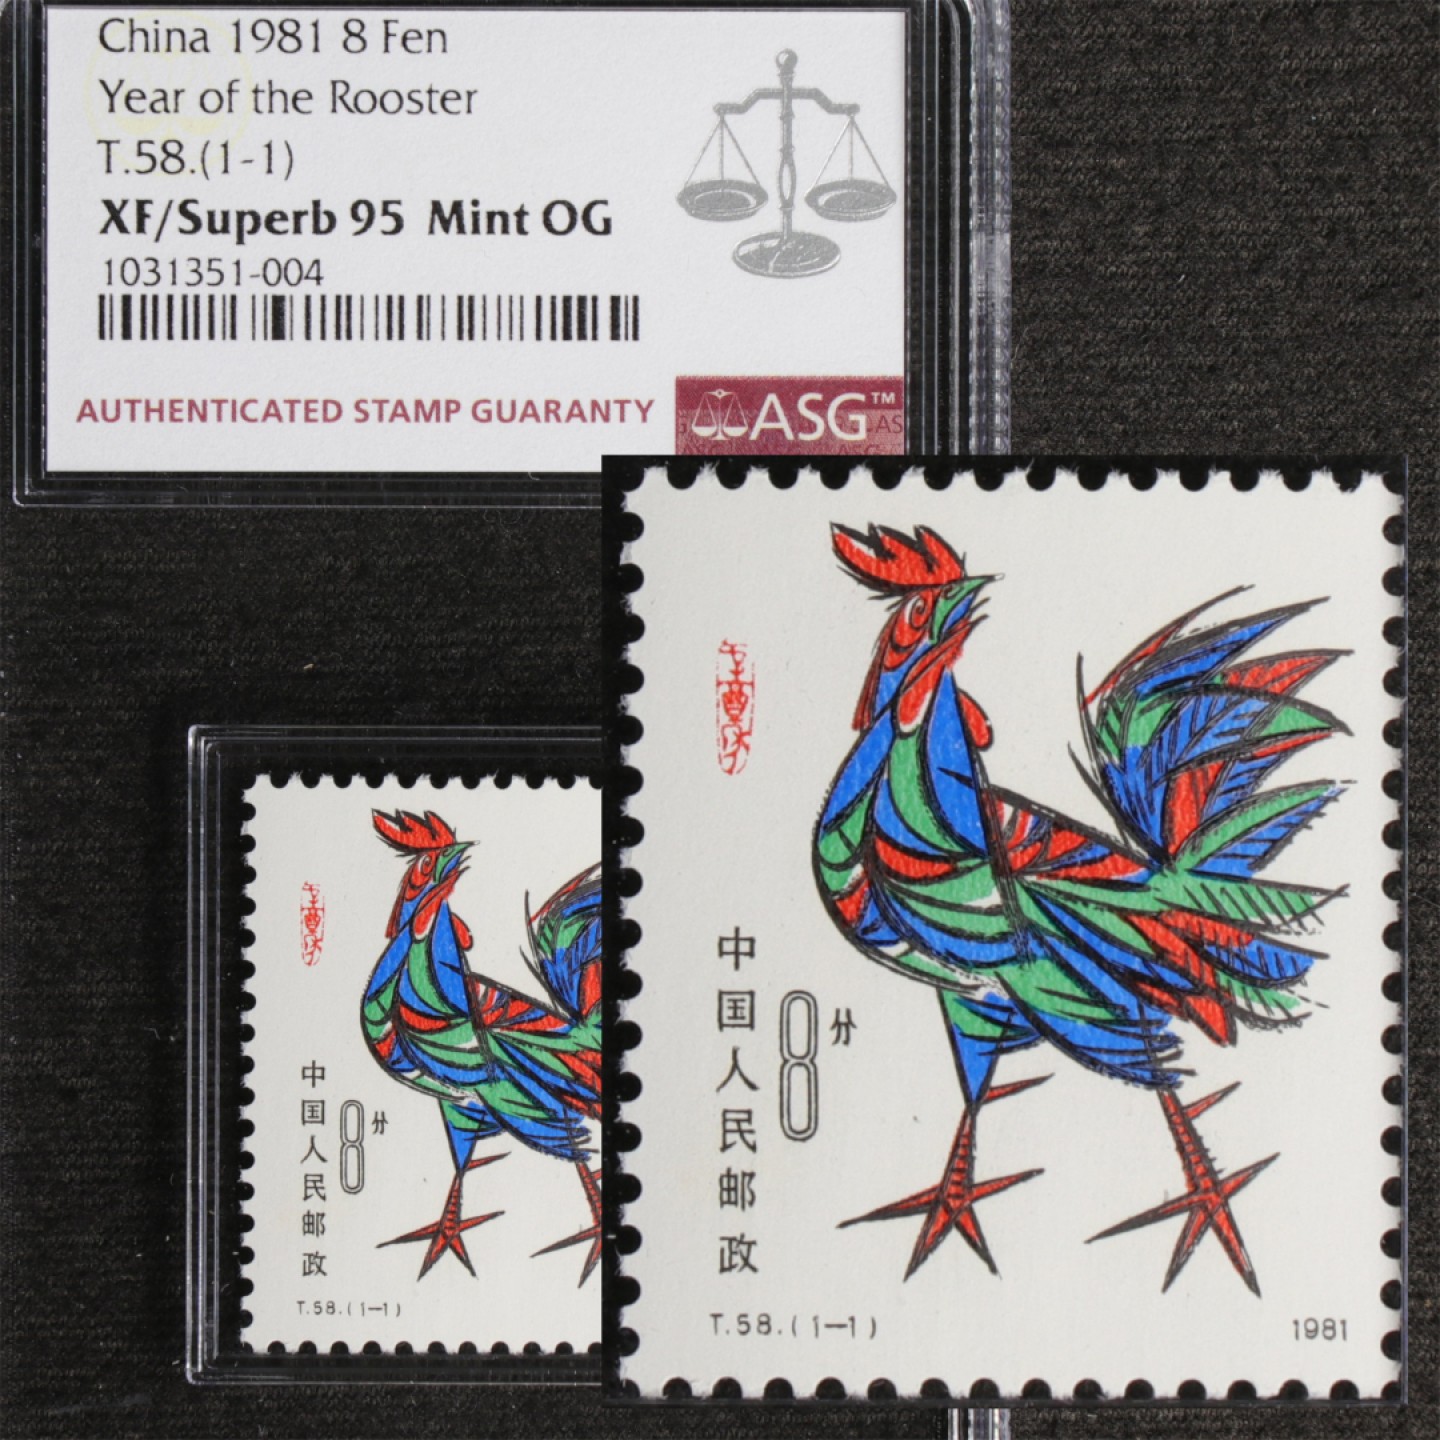 China 1981 8 Fen
Year of the Rooster
T.58.(1-1)
XF/Superb 95 Mint OG
1031351-004
AUTHENTICATED STAMP GUARANTY
ASG™
中国人民邮政
8分
T.58.(1—1)
中国人民邮政
8分
T.58.(1—1)
1981